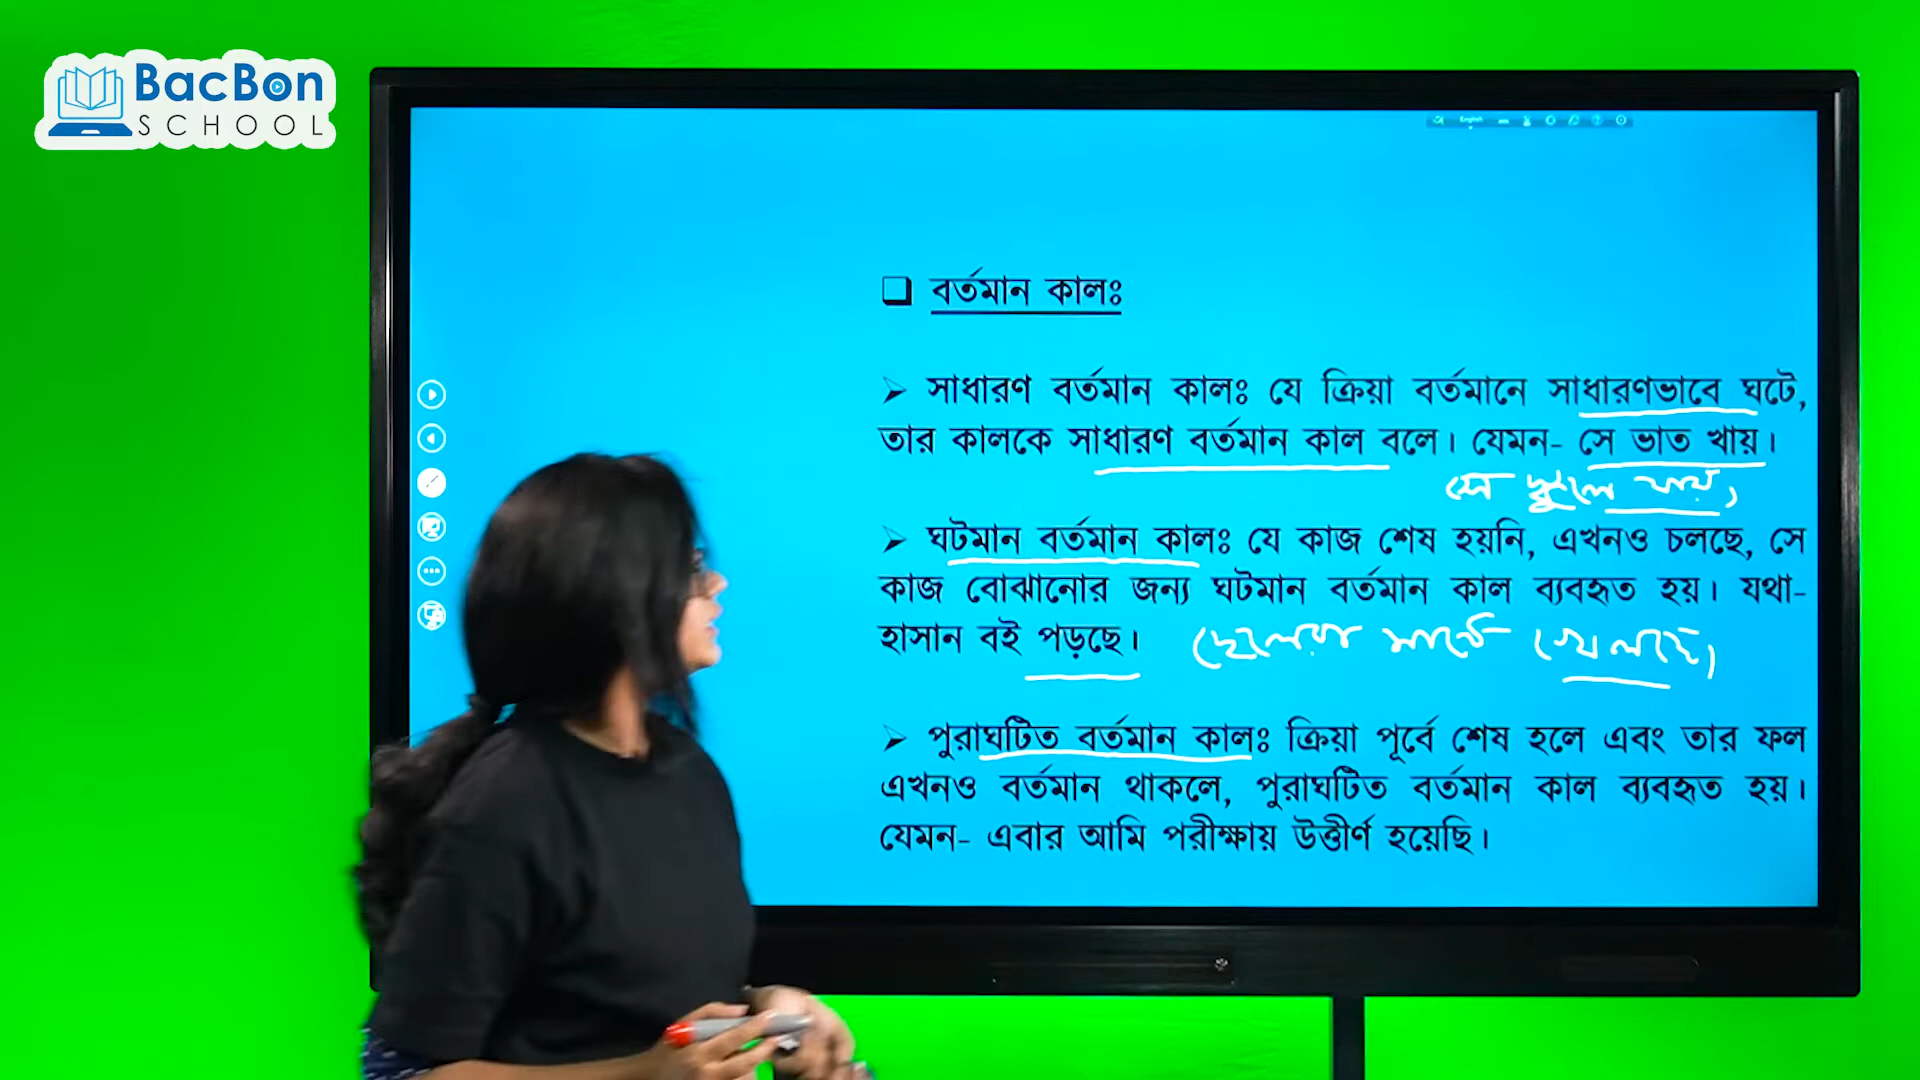 BacBon
SCHOOL
English
বর্তমান কালঃ
সাধারণ বর্তমান কালঃ যে ক্রিয়া বর্তমানে সাধারণভাবে ঘটে,
তার কালকে সাধারণ বর্তমান কাল বলে। যেমন- সে ভাত খায়।
সে স্কুলে যায়,
ঘটমান বর্তমান কালঃ যে কাজ শেষ হয়নি, এখনও চলছে, সে
কাজ বোঝানোর জন্য ঘটমান বর্তমান কাল ব্যবহৃত হয়। যথা-
হাসান বই পড়ছে। ছেলেরা মাঠে খেলছে।
পুরাঘটিত বর্তমান কালঃ ক্রিয়া পূর্বে শেষ হলে এবং তার ফল
এখনও বর্তমান থাকলে, পুরাঘটিত বর্তমান কাল ব্যবহৃত হয়।
যেমন- এবার আমি পরীক্ষায় উত্তীর্ণ হয়েছি।